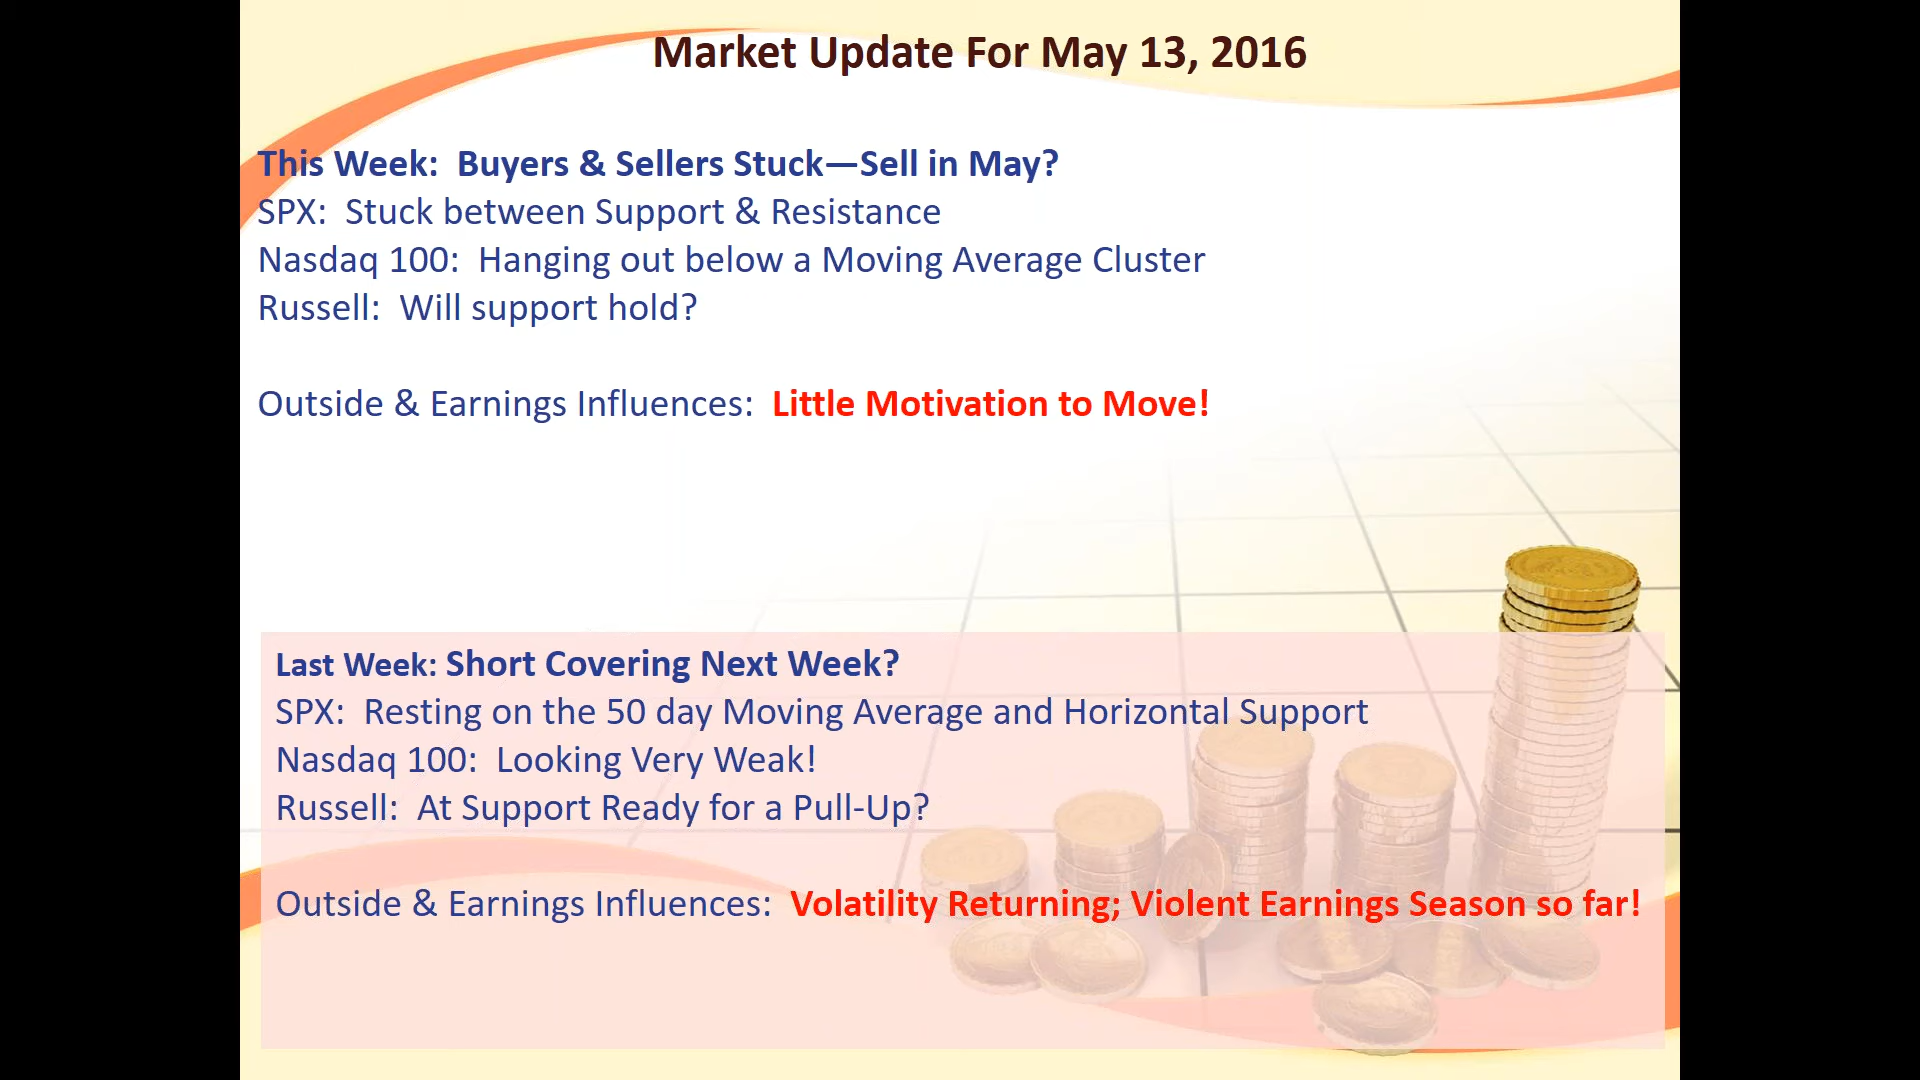 Market Update For May 13, 2016
This Week:  Buyers & Sellers Stuck—Sell in May?
SPX:  Stuck between Support & Resistance
Nasdaq 100:  Hanging out below a Moving Average Cluster
Russell:  Will support hold?
Outside & Earnings Influences:  Little Motivation to Move!
Last Week: Short Covering Next Week?
SPX:  Resting on the 50 day Moving Average and Horizontal Support
Nasdaq 100:  Looking Very Weak!
Russell:  At Support Ready for a Pull-Up?
Outside & Earnings Influences:  Volatility Returning; Violent Earnings Season so far!